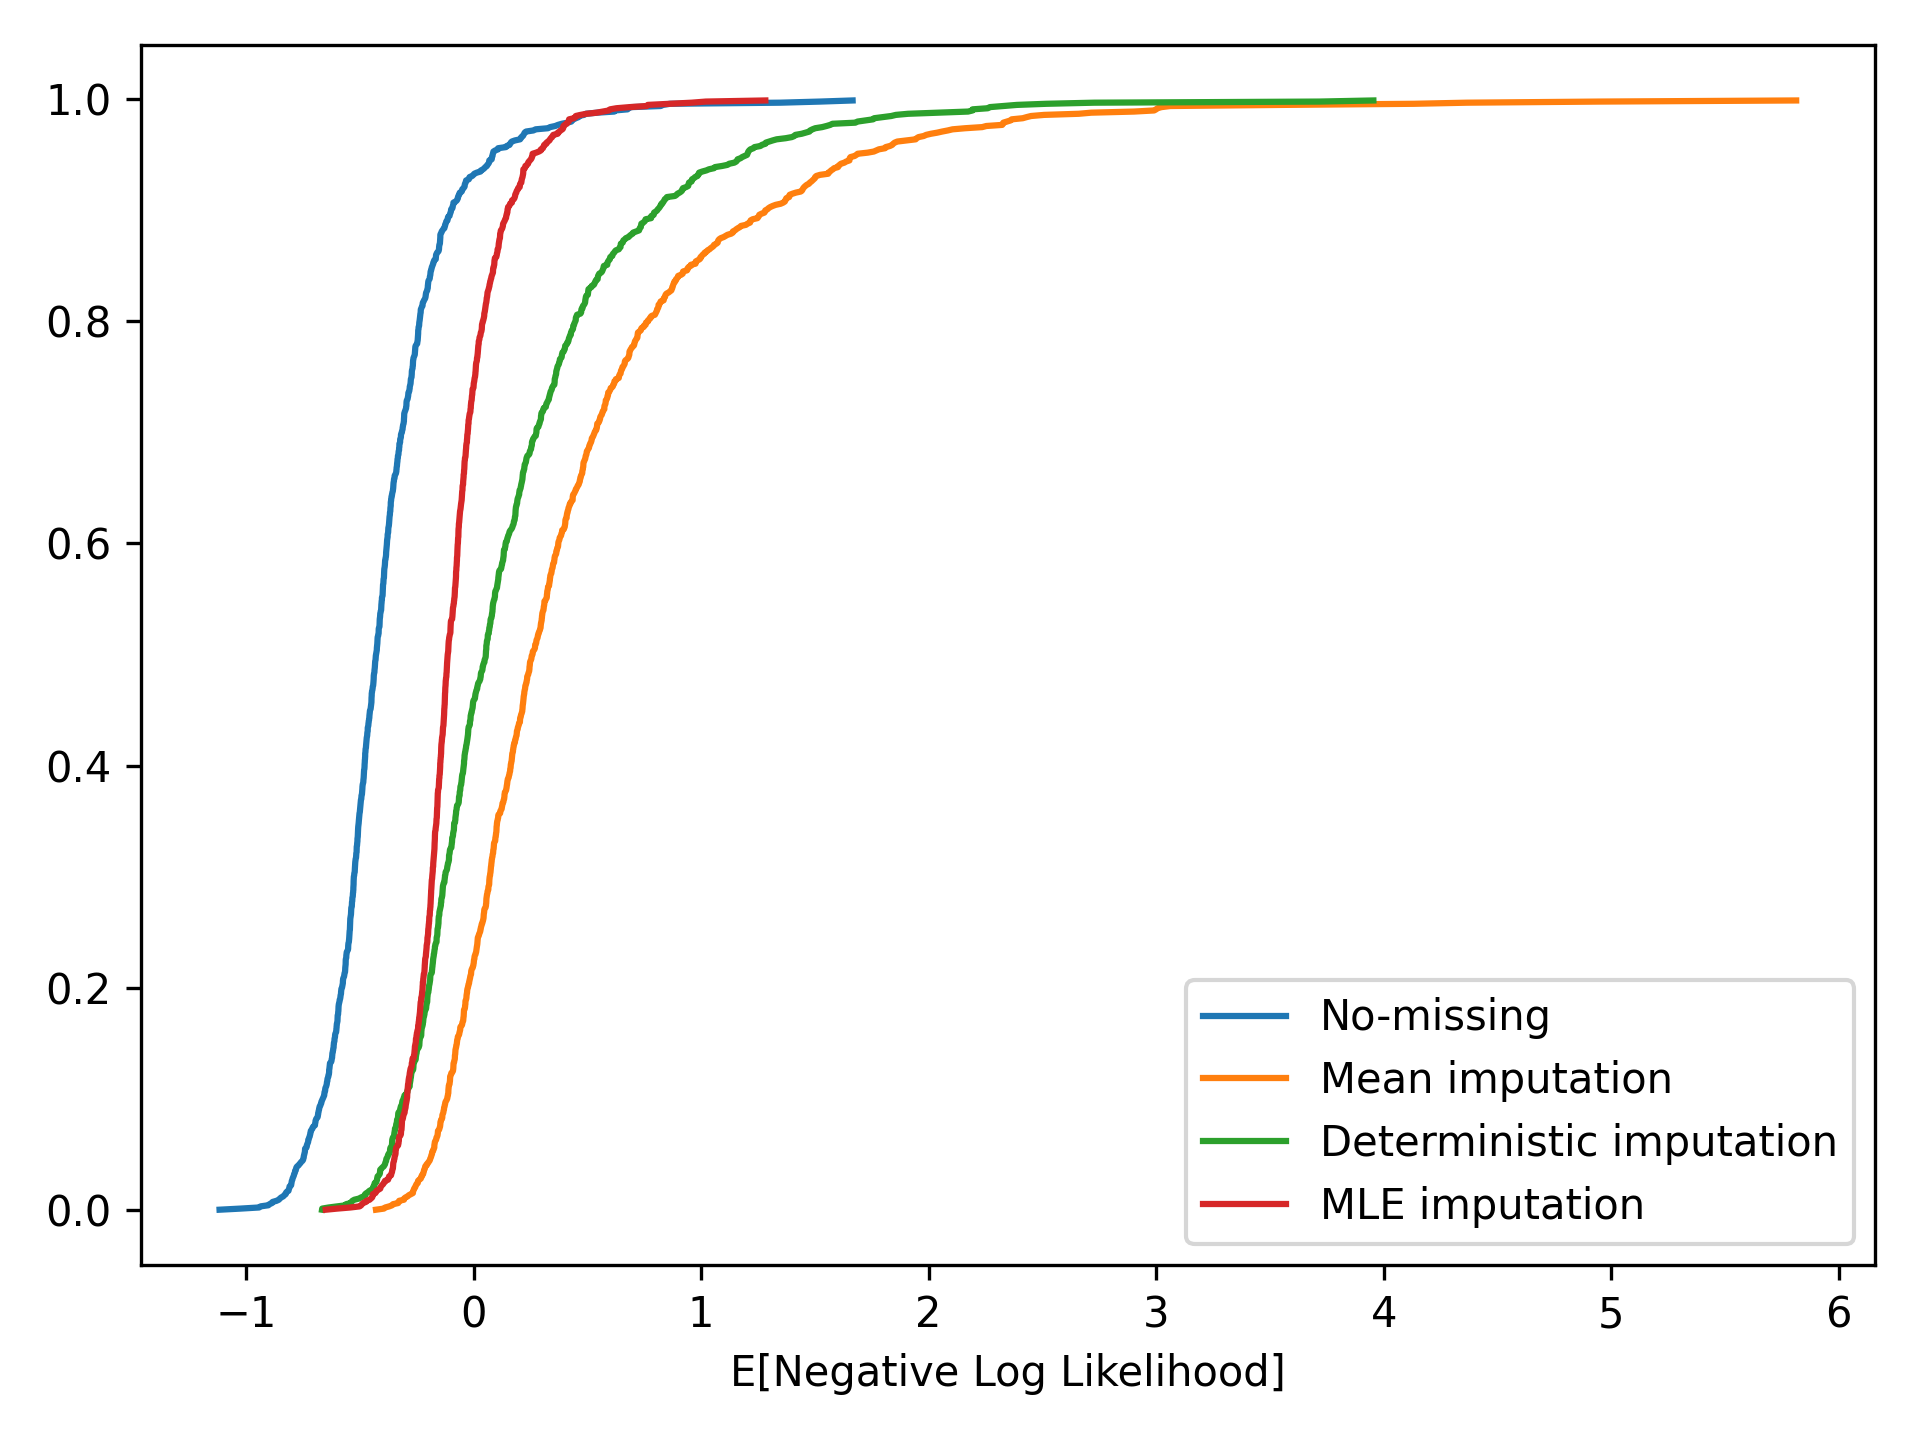 1.0
0.8
0.6
0.4
0.2
0.0
−1 0 1 2 3 4 5 6
E[Negative Log Likelihood]
No-missing
Mean imputation
Deterministic imputation
MLE imputation